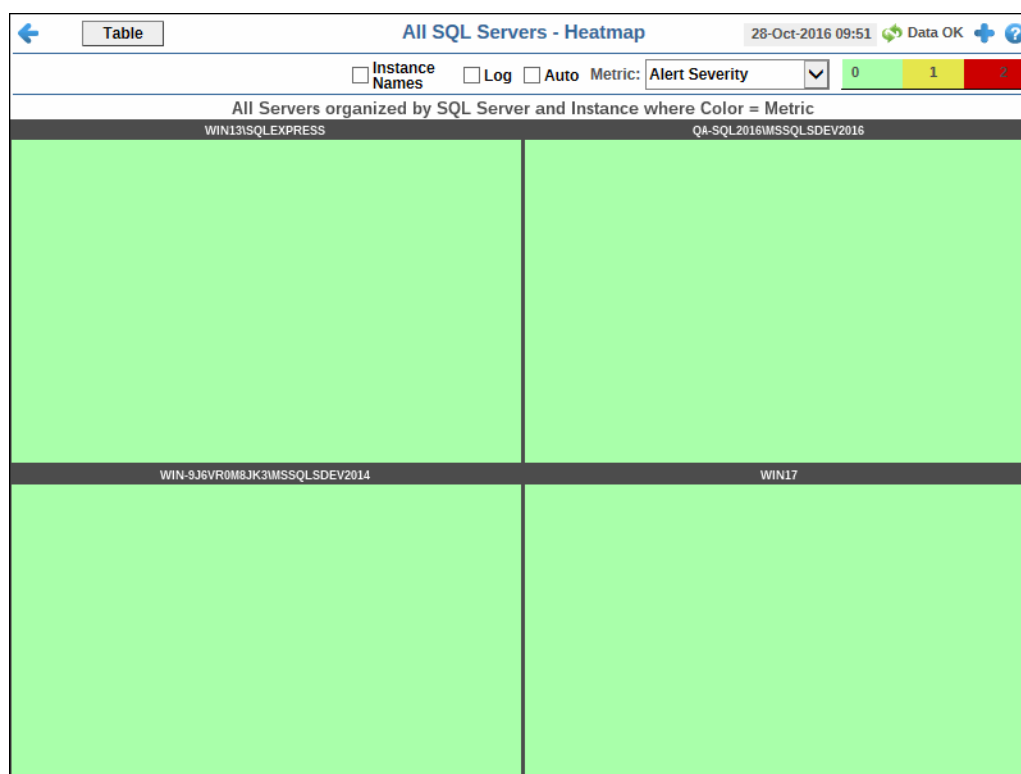 Table All SQL Servers - Heatmap 28-Oct-2016 09:51 Data OK ?
Instance Names Log Auto Metric: Alert Severity 0 1 2
All Servers organized by SQL Server and Instance where Color = Metric
WIN13\SQLEXPRESS QA-SQL2016\MSSQLSDEV2016
WIN-9J6VR0M8JK3\MSSQLSDEV2014 WIN17